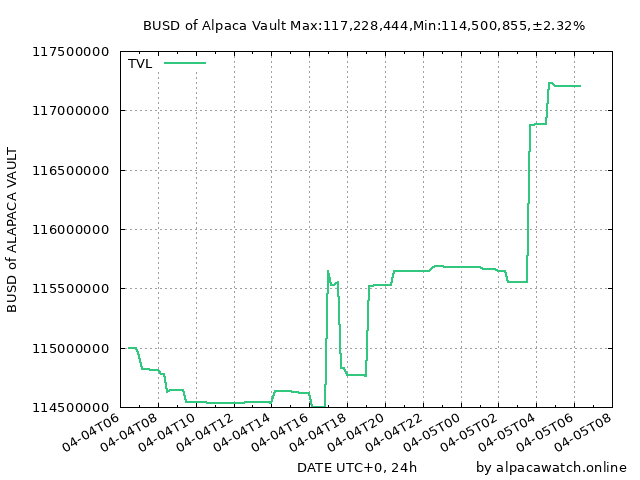 BUSD of Alpaca Vault Max:117,228,444,Min:114,500,855,±2.32%
TVL
117500000
117000000
116500000
116000000
115500000
115000000
114500000
BUSD of ALAPACA VAULT
04-04T06
04-04T08
04-04T10
04-04T12
04-04T14
04-04T16
04-04T18
04-04T20
04-04T22
04-05T00
04-05T02
04-05T04
04-05T06
04-05T08
DATE UTC+0, 24h
by alpacawatch.online